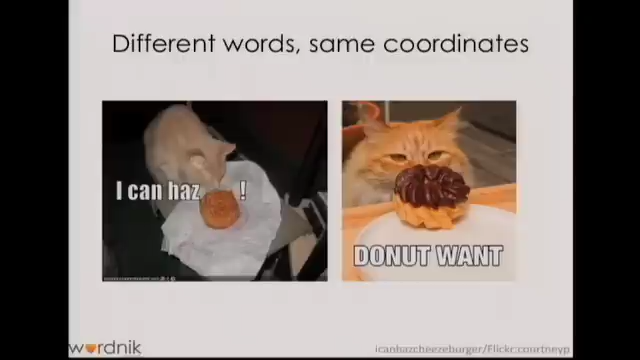 Different words, same coordinates
I can haz !
DONUT WANT
wordnik
icanhazcheezeburger/Flickr:courtneyp